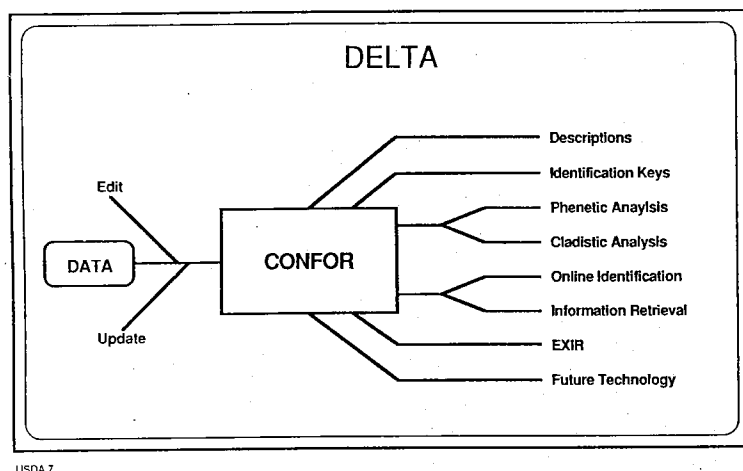 DELTA
Descriptions
Edit
Identification Keys
Phenetic Anaylsis
DATA
CONFOR
Cladistic Analysis
Online Identification
Information Retrieval
Update
EXIR
Future Technology
USDA 7